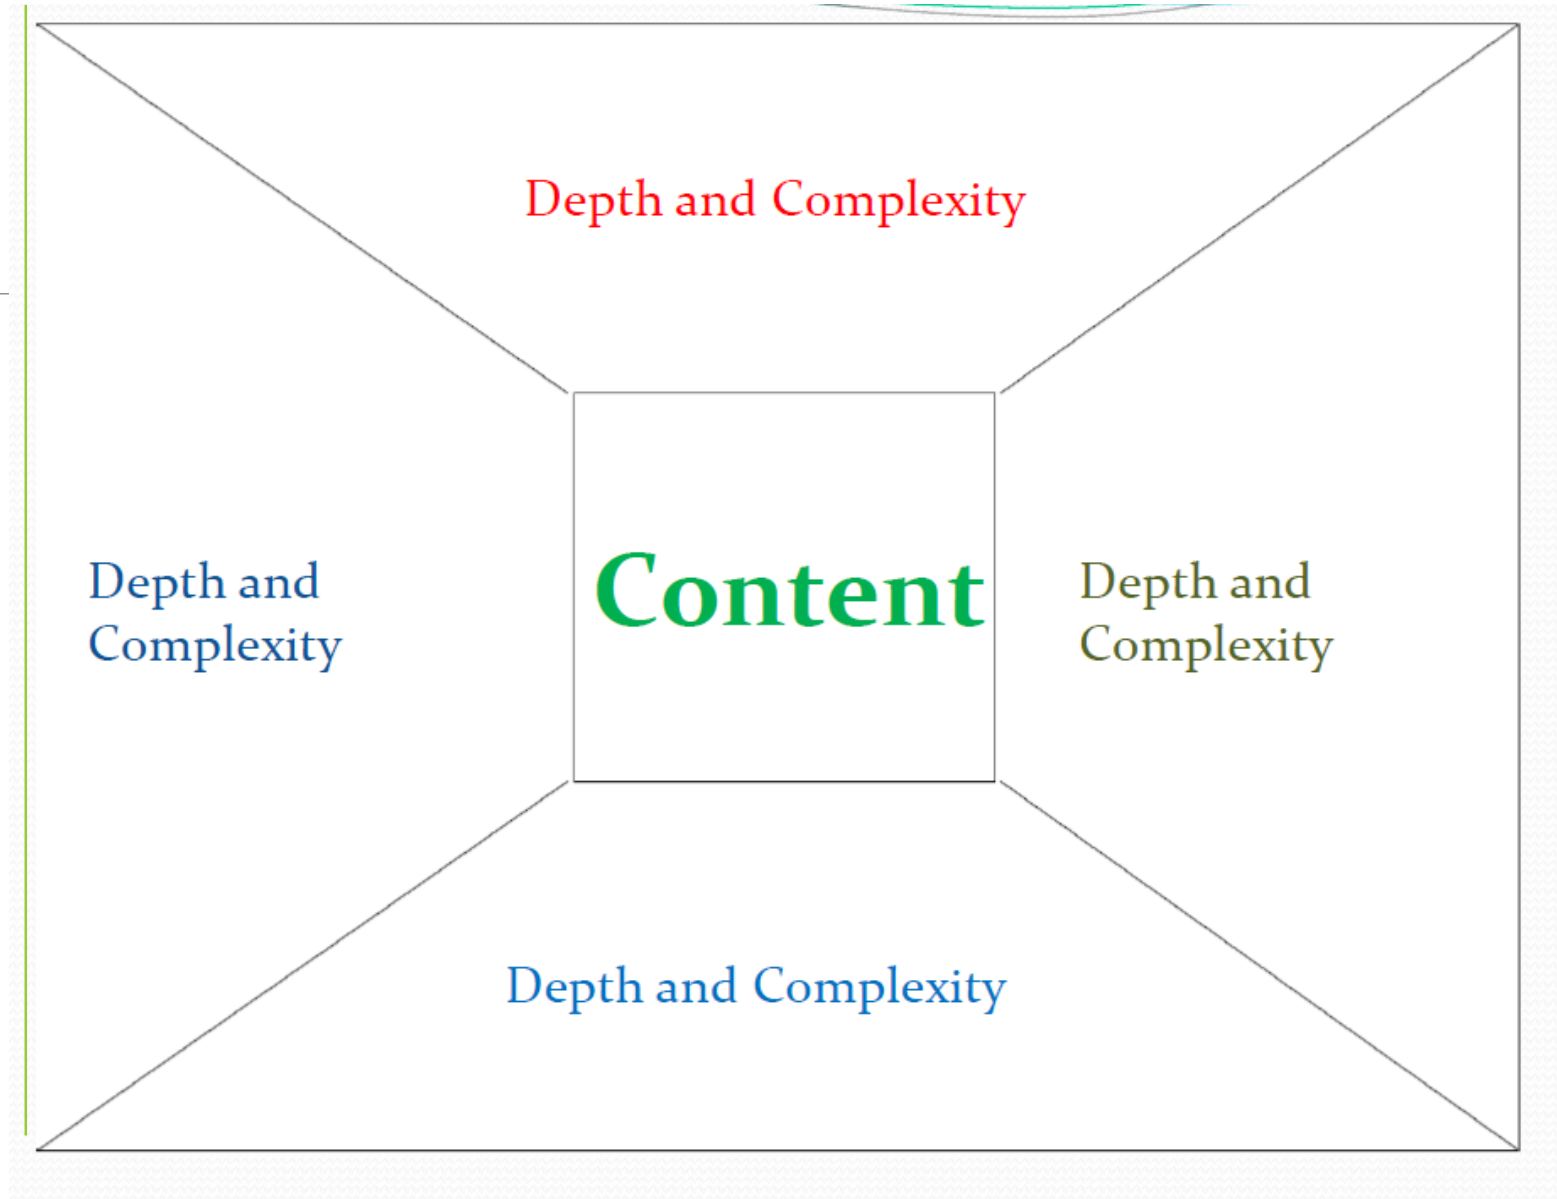 Depth and Complexity
Depth and
Complexity
Content
Depth and
Complexity
Depth and Complexity